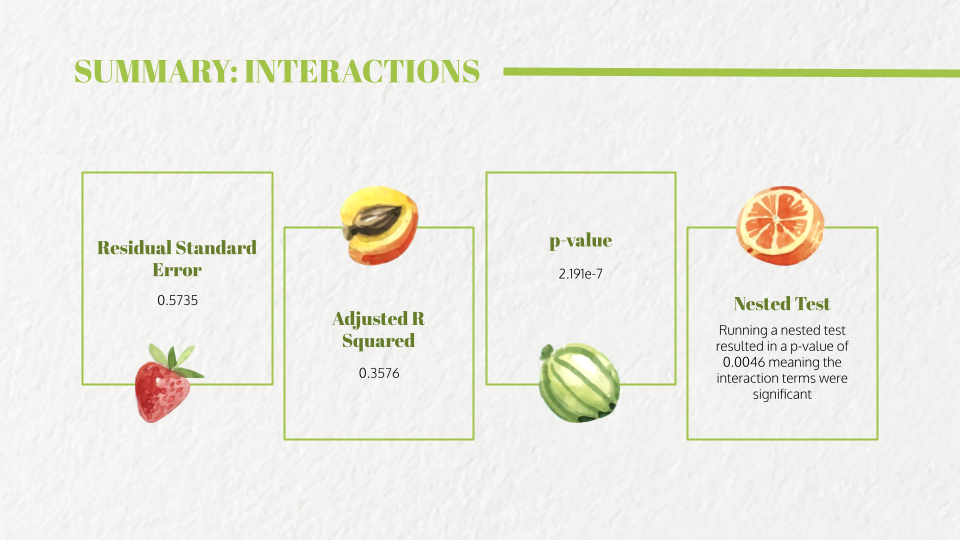 SUMMARY: INTERACTIONS
Residual Standard
Error
0.5735
Adjusted R
Squared
0.3576
p-value
2.191e-7
Nested Test
Running a nested test
resulted in a p-value of
0.0046 meaning the
interaction terms were
significant